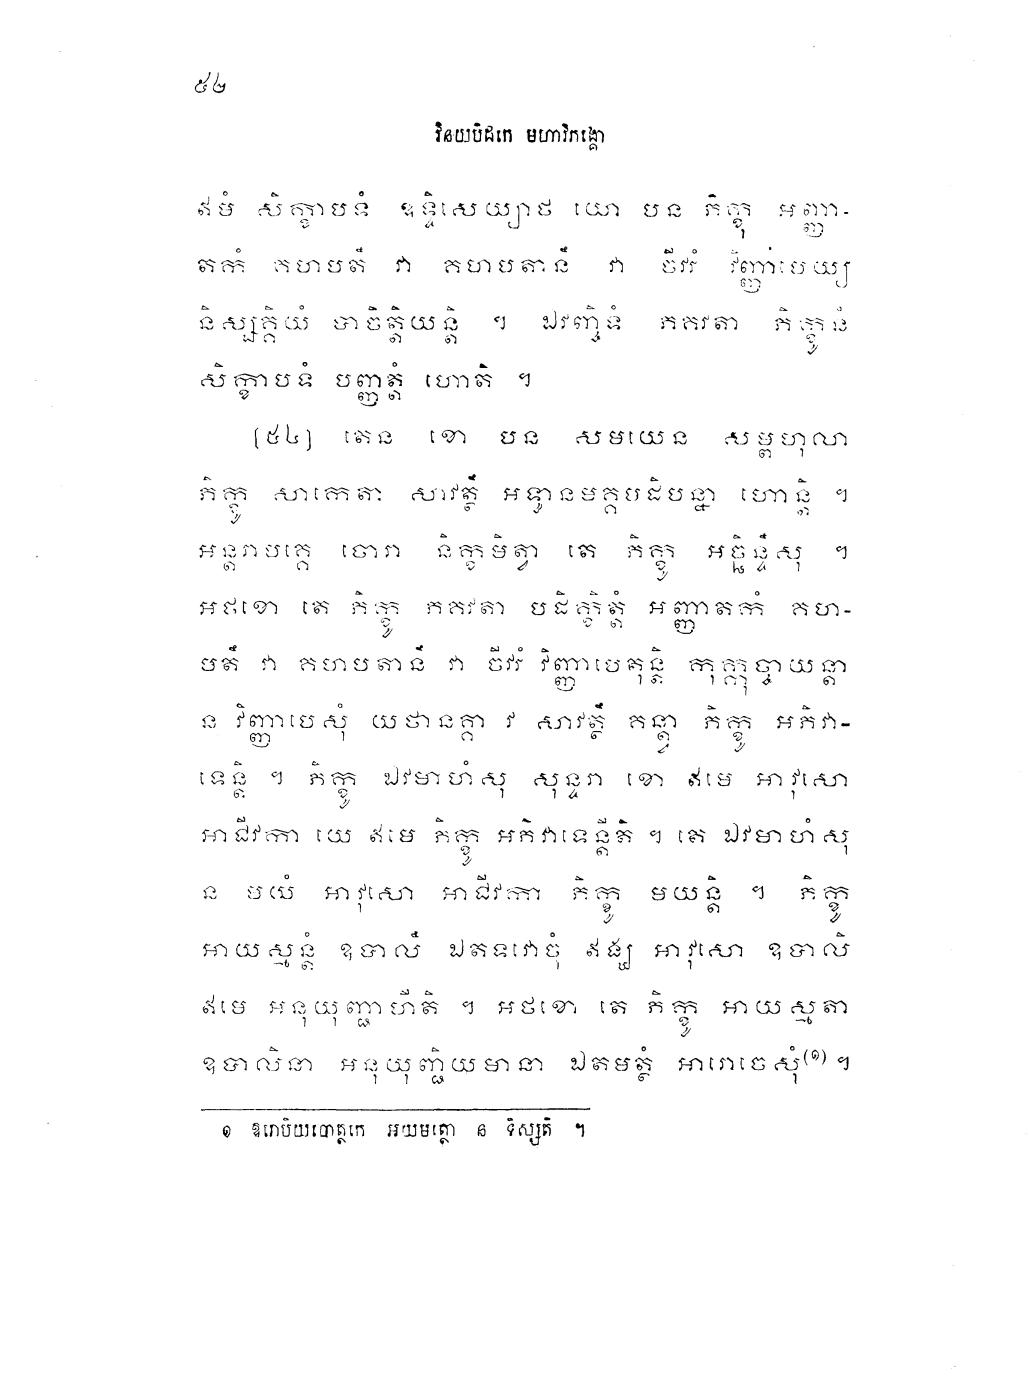 ៥៤
វិនយបិដកេ មហាវិភង្គោ
ឥមំ សិក្ខាបទំ ឧទ្ទិសេយ្យាថ យោ បន ភិក្ខុ អញ្ញា-
តកំ គហបតឹ វា គហបតានឹ វា ចីវរំ វិញ្ញាបេយ្យ
និស្សគ្គិយំ បាចិត្តិយន្តិ ។ ឯវញ្ចិទំ ភគវតា ភិក្ខូនំ
សិក្ខាបទំ បញ្ញត្តំ ហោតិ ។
[៥៤] តេន ខោ បន សមយេន សម្ពហុលា
ភិក្ខូ សាកេតា សាវត្ថឹ អទ្ធានមគ្គបដិបន្នា ហោន្តិ ។
អន្តរាមគ្គេ ចោរា និក្ខមិត្វា តេ ភិក្ខូ អច្ឆិន្ទឹសុ ។
អថខោ តេ ភិក្ខូ ភគវតា បដិក្ខិត្តំ អញ្ញាតកំ គហ-
បតឹ វា គហបតានឹ វា ចីវរំ វិញ្ញាបេតុន្តិ កុក្កុច្ចាយន្តា
ន វិញ្ញាបេសុំ យថានគ្គា វ សាវត្ថឹ គន្ត្វា ភិក្ខូ អភិវា-
ទេន្តិ ។ ភិក្ខូ ឯវមាហំសុ សុន្ទរា ខោ ឥមេ អាវុសោ
អាជីវកា យេ ឥមេ ភិក្ខូ អភិវាទេន្តីតិ ។ តេ ឯវមាហំសុ
ន មយំ អាវុសោ អាជីវកា ភិក្ខូ មយន្តិ ។ ភិក្ខូ
អាយស្មន្តំ ឧបាលឹ ឯតទវោចុំ ឥង្ឃ អាវុសោ ឧបាលិ
ឥមេ អនុយុញ្ជាហីតិ ។ អថខោ តេ ភិក្ខូ អាយស្មតា
ឧបាលិនា អនុយុញ្ជិយមានា ឯតមត្ថំ អារោចេសុំ(១) ។
១ ឱរោបិយបោត្ថកេ អយមត្ថោ ន ទិស្សតិ ។